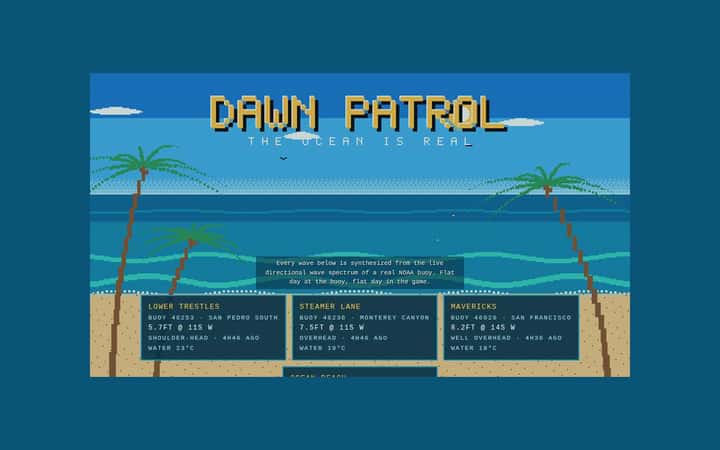 DAWN PATROL
THE OCEAN IS REAL
Every wave below is synthesized from the live
directional wave spectrum of a real NOAA buoy. Flat
day at the buoy, flat day in the game.
LOWER TRESTLES
BUOY 46253 · SAN PEDRO SOUTH
5.7FT @ 11S W
SHOULDER-HEAD · 4H46 AGO
WATER 23°C
STEAMER LANE
BUOY 46236 · MONTEREY CANYON
7.5FT @ 11S W
OVERHEAD · 4H46 AGO
WATER 18°C
MAVERICKS
BUOY 46026 · SAN FRANCISCO
8.2FT @ 14S W
WELL OVERHEAD · 4H36 AGO
WATER 18°C